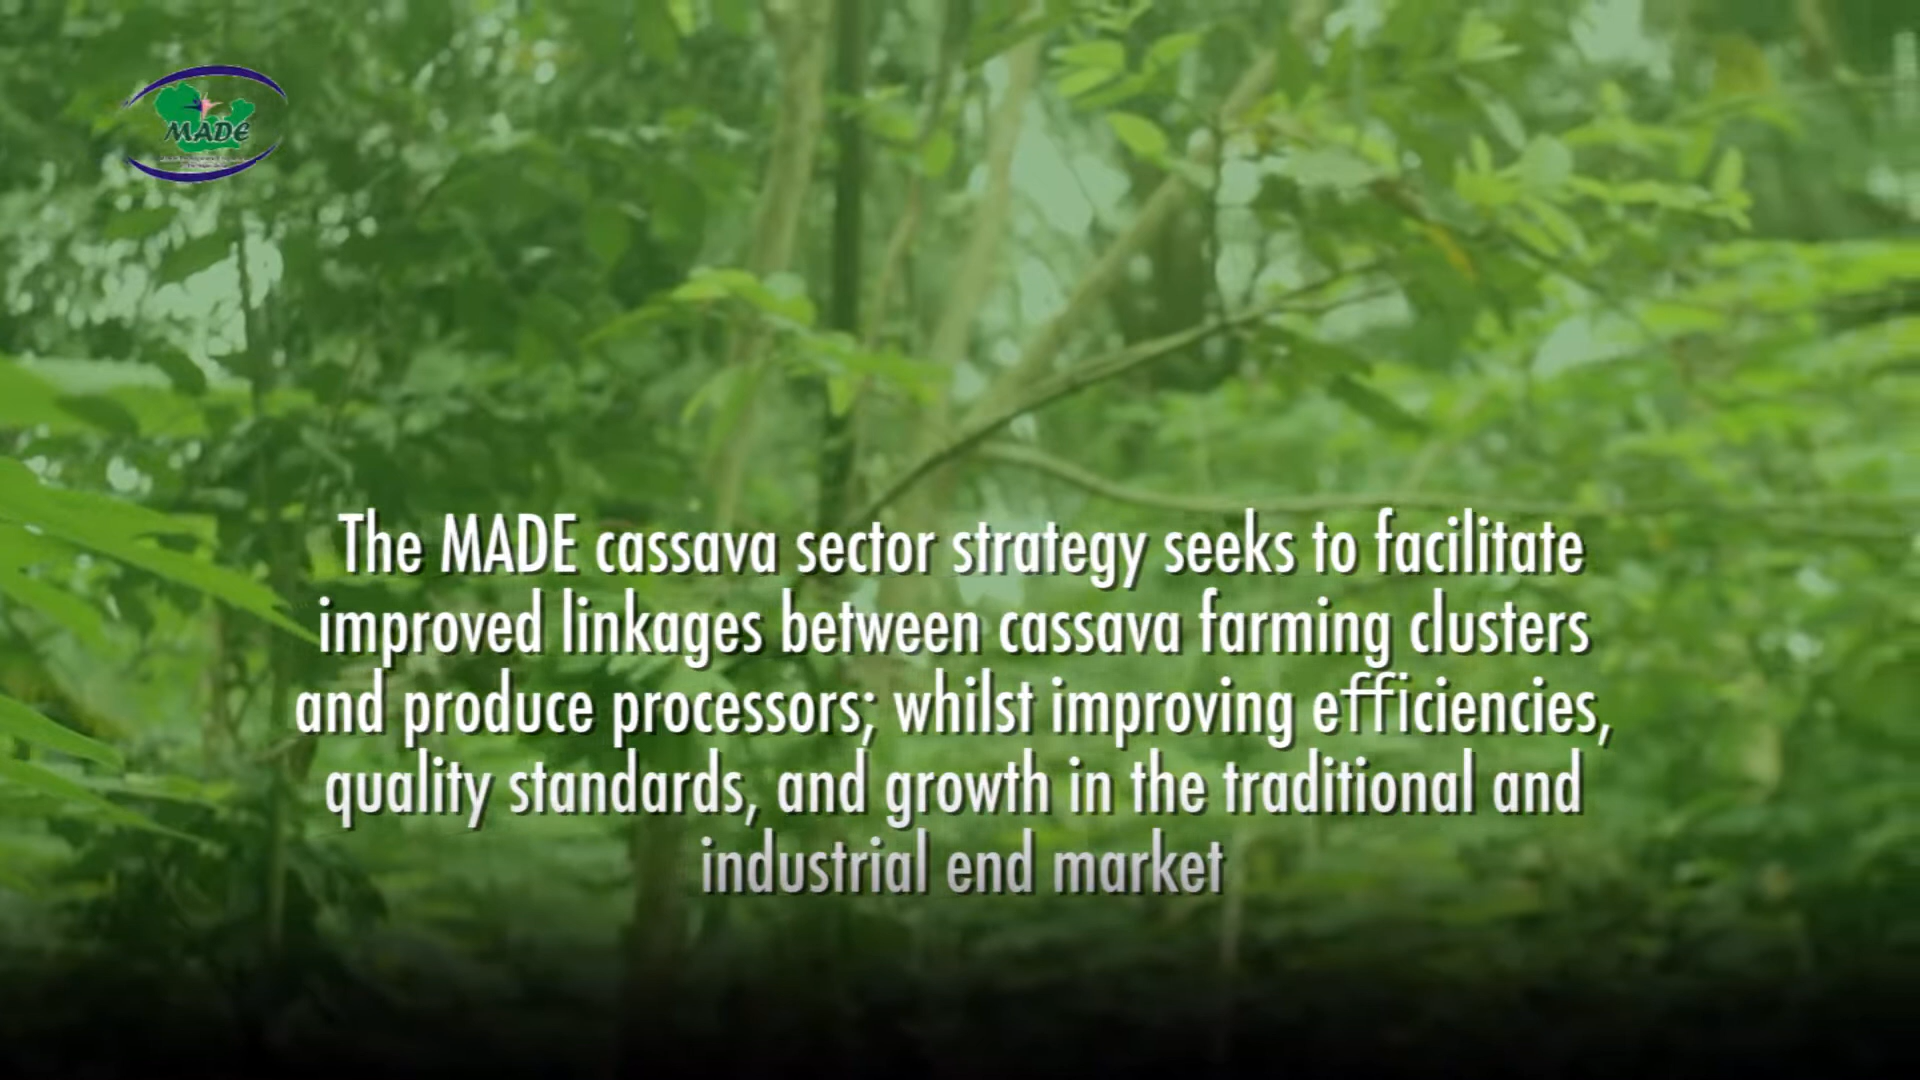 MADE
The MADE cassava sector strategy seeks to facilitate
improved linkages between cassava farming clusters
and produce processors; whilst improving efficiencies,
quality standards, and growth in the traditional and
industrial end market